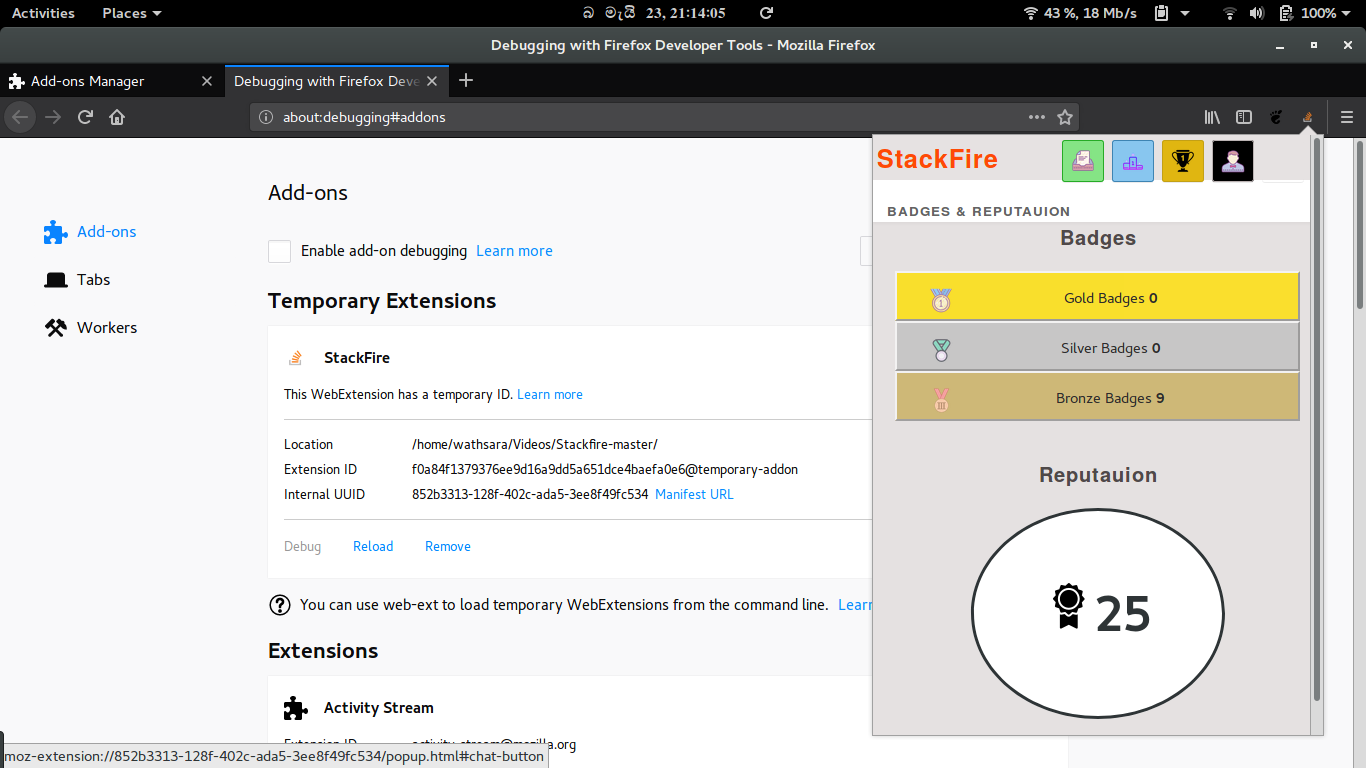 Activities Places බ මැයි 23, 21:14:05 43 %, 18 Mb/s 100%
Debugging with Firefox Developer Tools - Mozilla Firefox
Add-ons Manager Debugging with Firefox Deve
about:debugging#addons
Add-ons
Add-ons
Tabs
Workers
Enable add-on debugging Learn more
Temporary Extensions
StackFire
This WebExtension has a temporary ID. Learn more
Location /home/wathsara/Videos/Stackfire-master/
Extension ID f0a84f1379376ee9d16a9dd5a651dce4baefa0e6@temporary-addon
Internal UUID 852b3313-128f-402c-ada5-3ee8f49fc534 Manifest URL
Debug Reload Remove
You can use web-ext to load temporary WebExtensions from the command line. Learn
Extensions
Activity Stream
Extension ID activity-stream@mozilla.org
moz-extension://852b3313-128f-402c-ada5-3ee8f49fc534/popup.html#chat-button
StackFire
BADGES & REPUTAUION
Badges
1
Gold Badges 0
Silver Badges 0
Bronze Badges 9
Reputauion
25